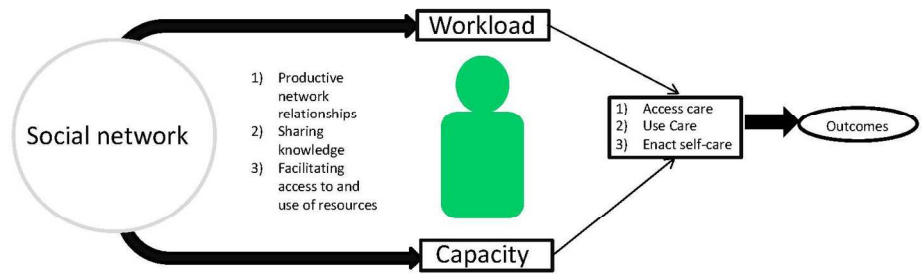 Workload
Social network
1) Productive
network
relationships
2) Sharing
knowledge
3) Facilitating
access to and
use of resources
1) Access care
2) Use Care
3) Enact self-care
Outcomes
Capacity